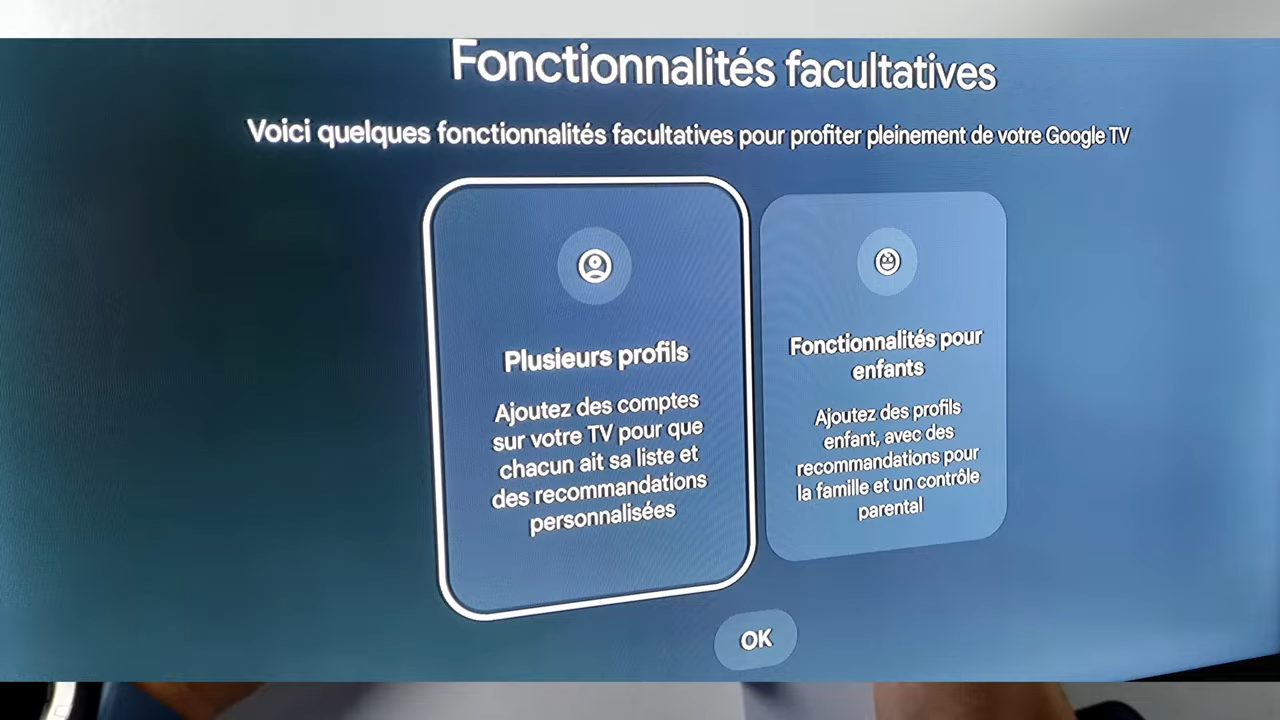 Fonctionnalités facultatives
Voici quelques fonctionnalités facultatives pour profiter pleinement de votre Google TV
Plusieurs profils
Ajoutez des comptes
sur votre TV pour que
chacun ait sa liste et
des recommandations
personnalisées
Fonctionnalités pour
enfants
Ajoutez des profils
enfant, avec des
recommandations pour
la famille et un contrôle
parental
OK